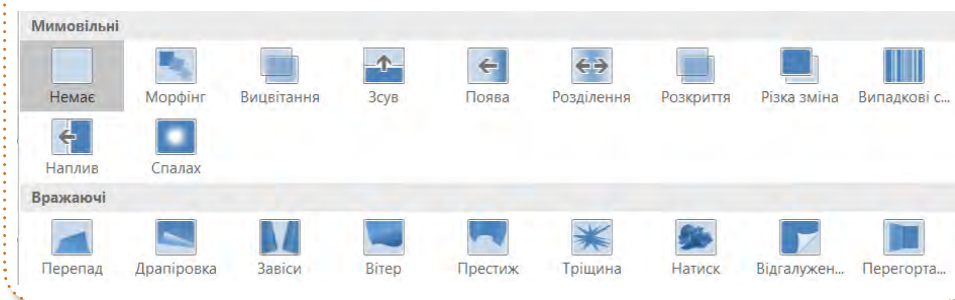 Мимовільні
Немає Морфінг Вицвітання Зсув Поява Розділення Розкриття Різка зміна Випадкові с...
Наплив Спалах
Вражаючі
Перепад Драпіровка Завіси Вітер Престиж Тріщина Натиск Відгалужен... Перегорта...